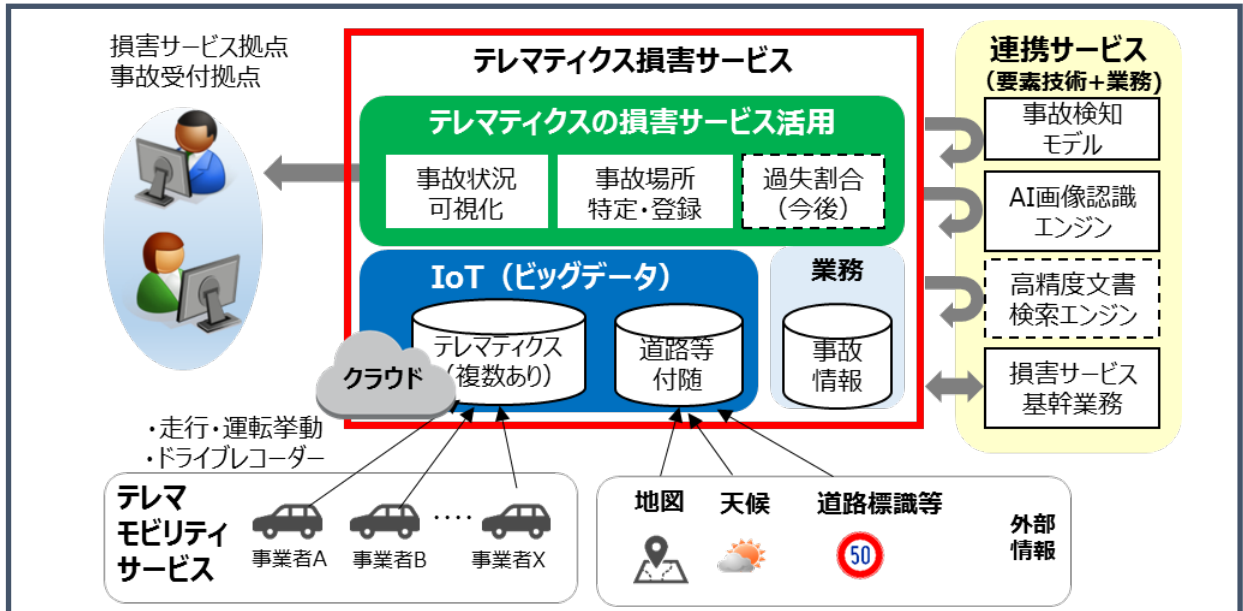 損害サービス拠点
事故受付拠点
テレマティクス損害サービス
テレマティクスの損害サービス活用
事故状況
可視化
事故場所
特定・登録
過失割合
（今後）
IoT（ビッグデータ）
テレマティクス
（複数あり）
道路等
付随
業務
事故
情報
クラウド
連携サービス
（要素技術+業務）
事故検知
モデル
AI画像認識
エンジン
高精度文書
検索エンジン
損害サービス
基幹業務
・走行・運転挙動
・ドライブレコーダー
テレマ
モビリティ
サービス
事業者A
事業者B
‥‥
事業者X
地図
天候
道路標識等
50
外部
情報